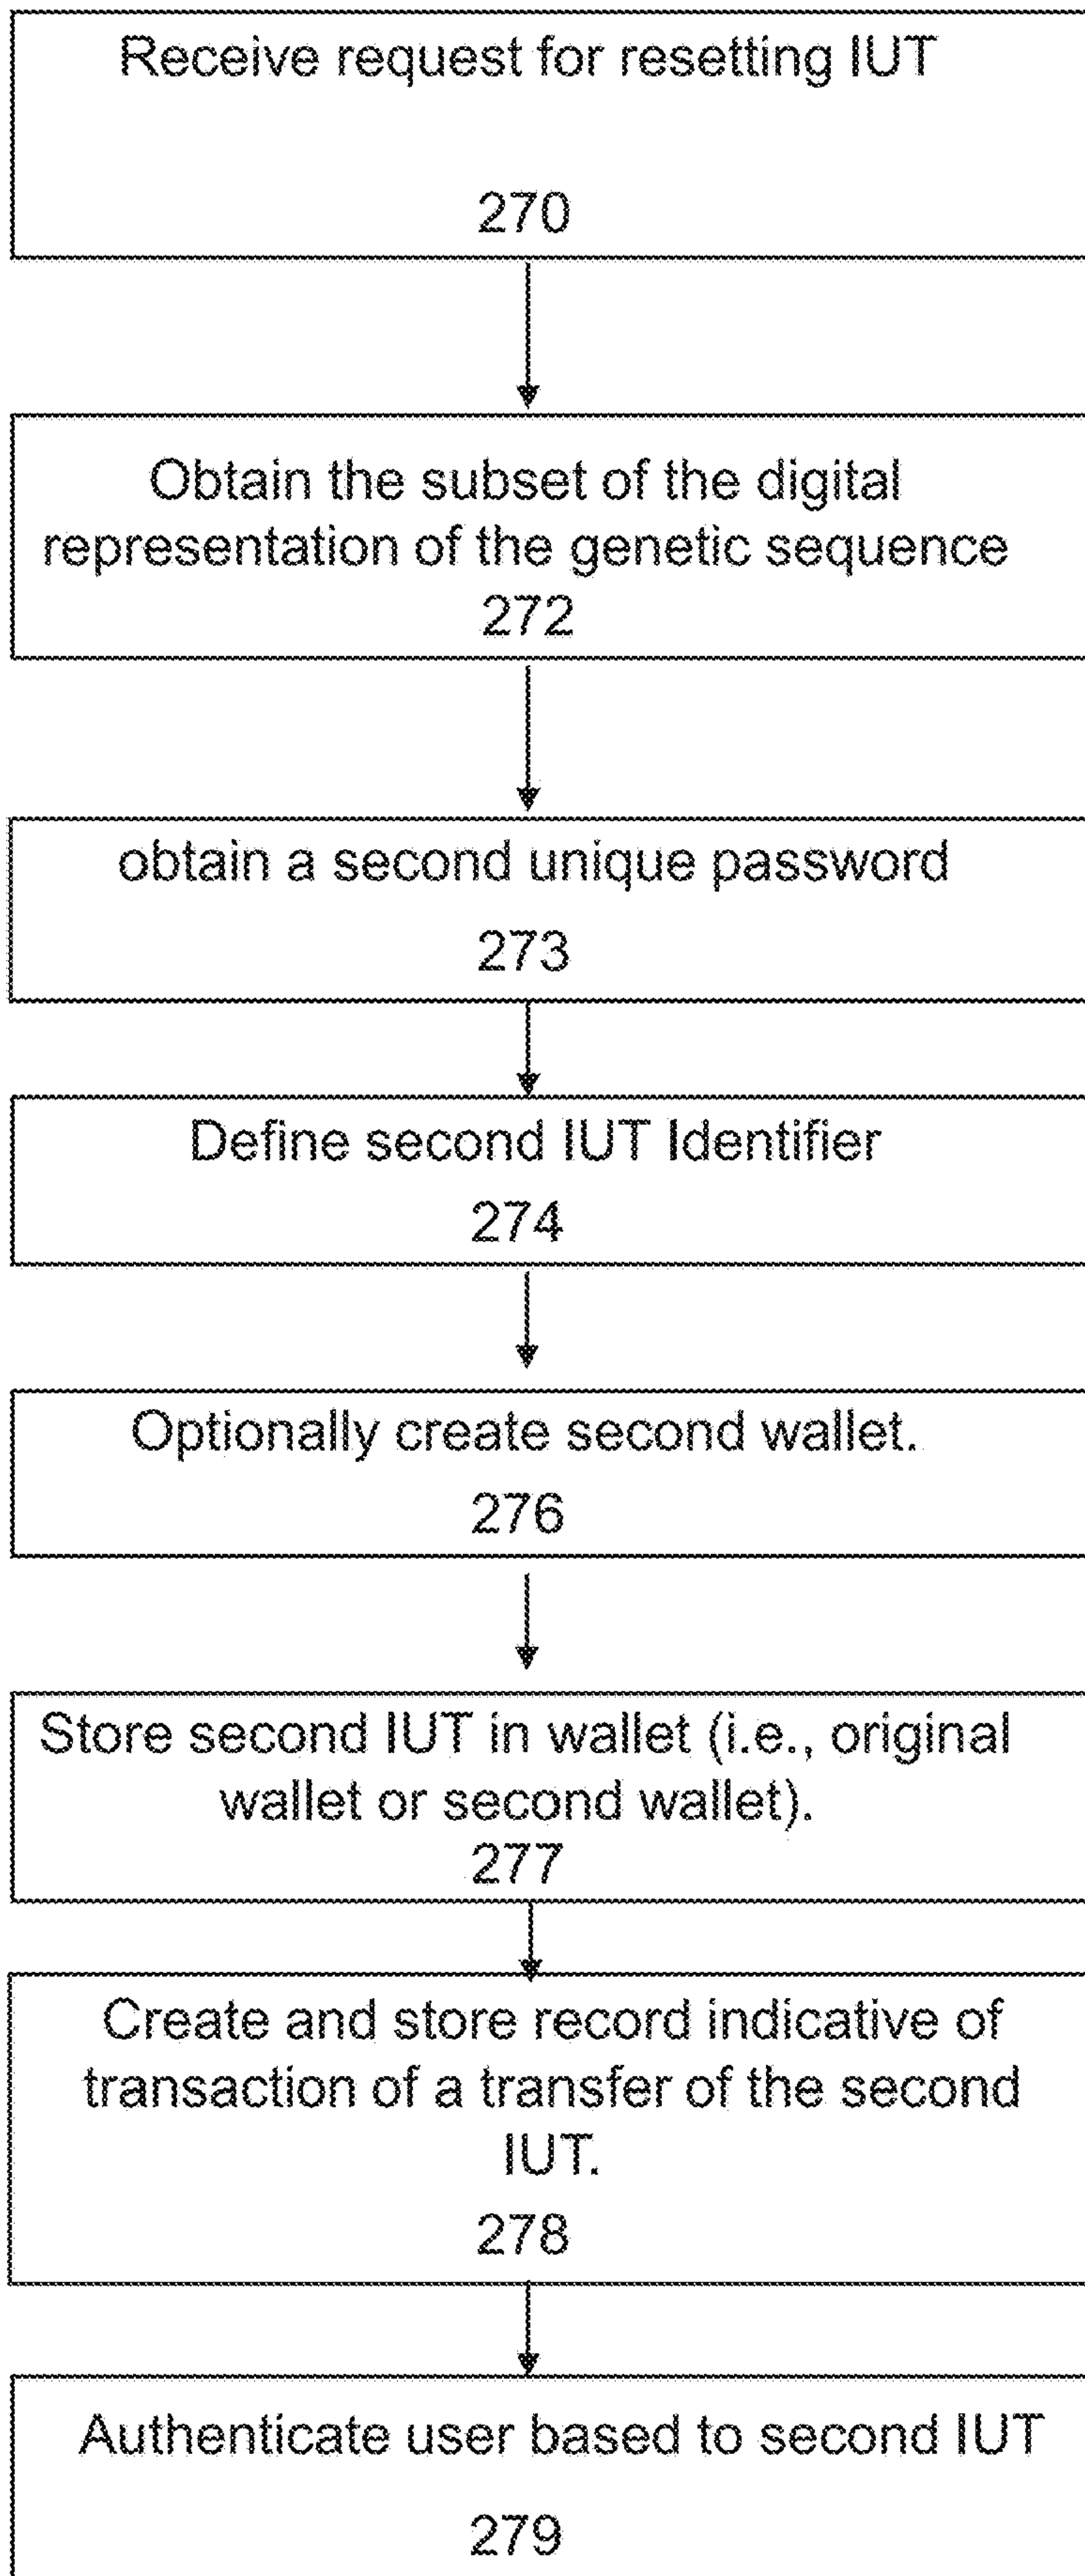 Receive request for resetting IUT
270
Obtain the subset of the digital
representation of the genetic sequence
272
obtain a second unique password
273
Define second IUT Identifier
274
Optionally create second wallet.
276
Store second IUT in wallet (i.e., original
wallet or second wallet).
277
Create and store record indicative of
transaction of a transfer of the second
IUT.
278
Authenticate user based to second IUT
279